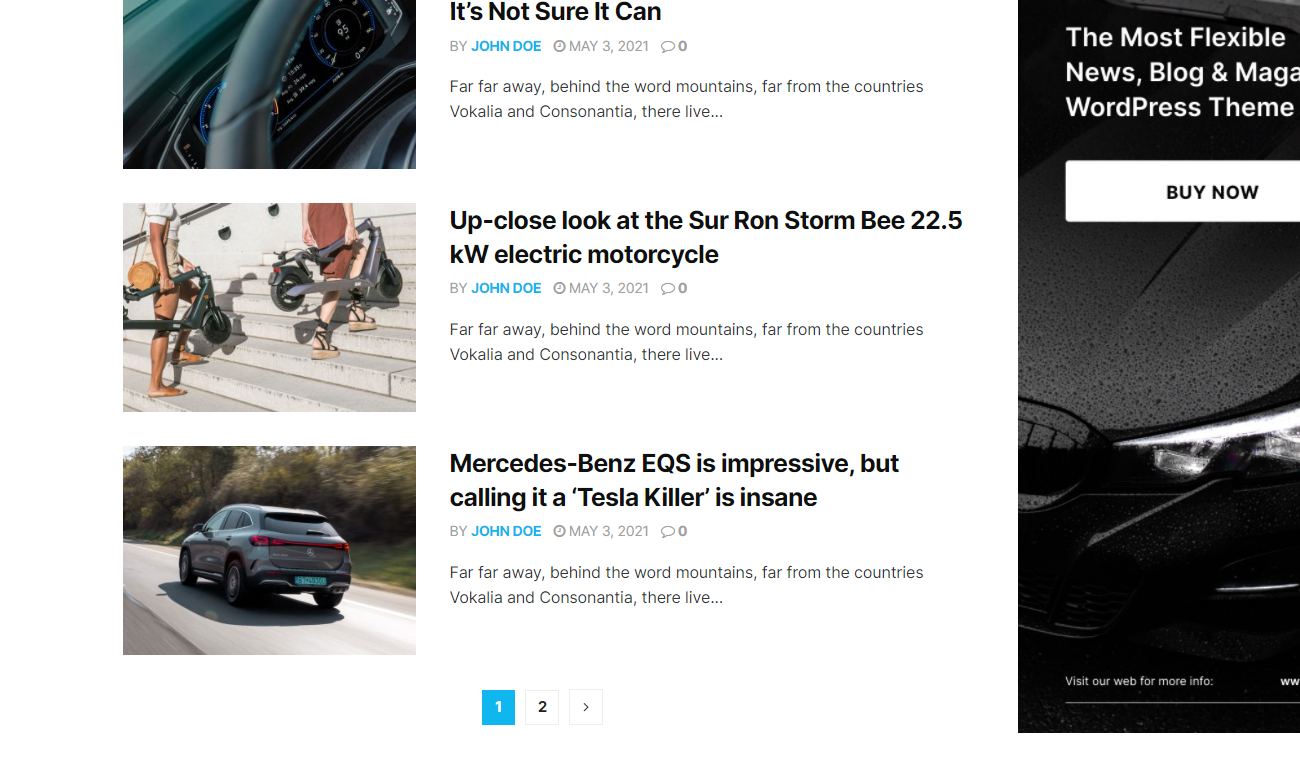 It’s Not Sure It Can
BY JOHN DOE MAY 3, 2021 0
Far far away, behind the word mountains, far from the countries
Vokalia and Consonantia, there live...
Up-close look at the Sur Ron Storm Bee 22.5
kW electric motorcycle
BY JOHN DOE MAY 3, 2021 0
Far far away, behind the word mountains, far from the countries
Vokalia and Consonantia, there live...
Mercedes-Benz EQS is impressive, but
calling it a ‘Tesla Killer’ is insane
BY JOHN DOE MAY 3, 2021 0
Far far away, behind the word mountains, far from the countries
Vokalia and Consonantia, there live...
1 2 >
The Most Flexible
News, Blog & Maga
WordPress Theme
BUY NOW
Visit our web for more info: ww